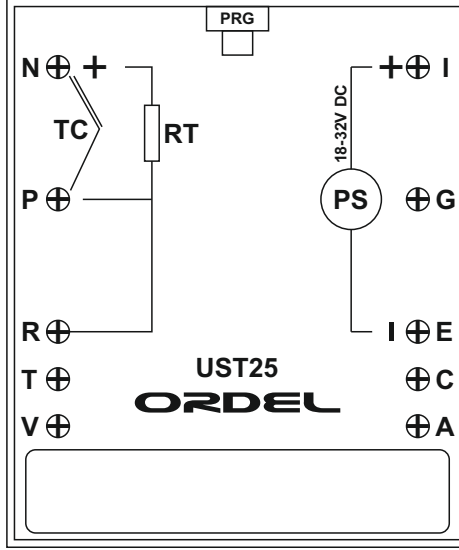 PRG
N + + I
TC RT 18-32V DC
P PS G
R I E
T UST25 C
ORDEL
V A